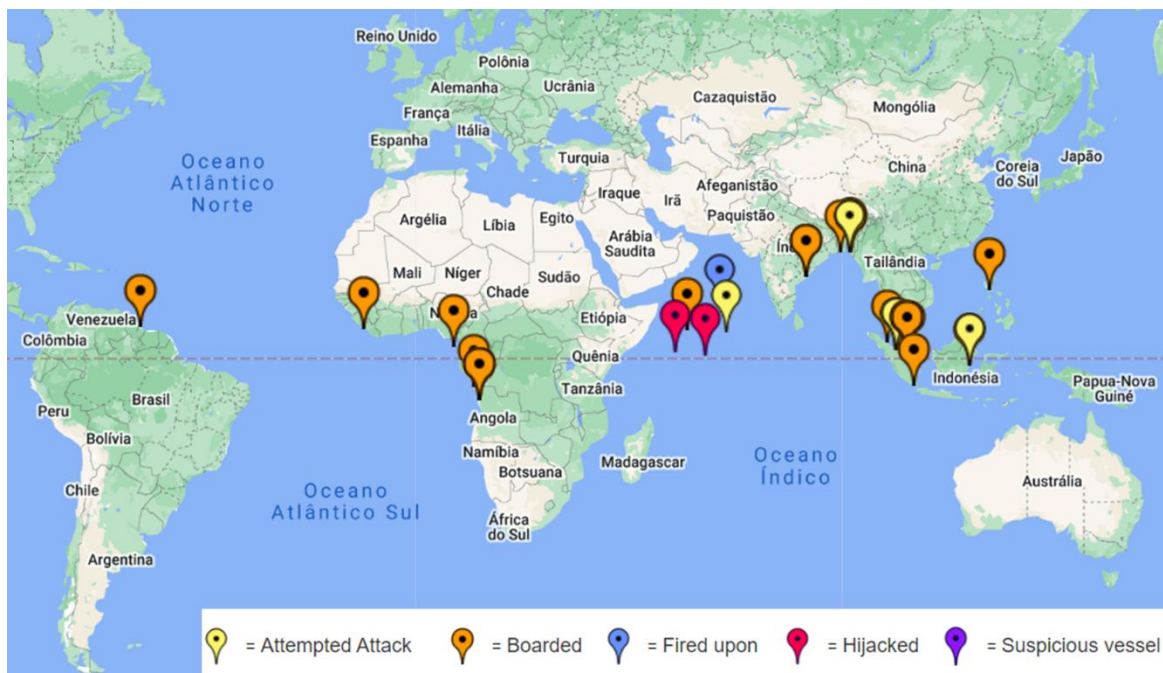 Reino Unido
Polônia
Alemanha
Ucrânia
Cazaquistão
Mongólia
França
Itália
Espanha
Turquia
Oceano
Atlântico
Norte
China
Coreia
do Sul
Japão
Afeganistão
Iraque
Irã
Paquistão
Argélia
Líbia
Egito
Arábia
Saudita
Tailândia
Mali
Níger
Chade
Sudão
Venezuela
Colômbia
Etiópia
Quênia
Indonésia
Papua-Nova
Guiné
Tanzânia
Brasil
Peru
Angola
Bolívia
Namíbia
Botsuana
Madagascar
Oceano
Índico
Chile
Oceano
Atlântico Sul
Austrália
África
do Sul
Argentina
= Attempted Attack = Boarded = Fired upon = Hijacked = Suspicious vessel